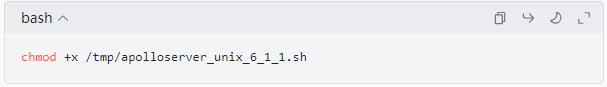 bash
chmod +x /tmp/apolloserver_unix_6_1_1.sh